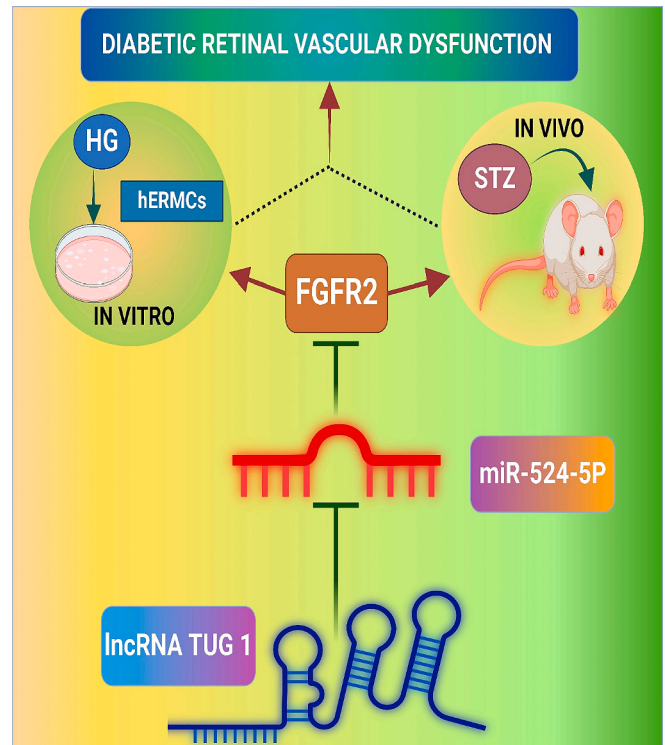 DIABETIC RETINAL VASCULAR DYSFUNCTION
HG
hERMCs
IN VITRO
IN VIVO
STZ
FGFR2
miR-524-5P
lncRNA TUG 1